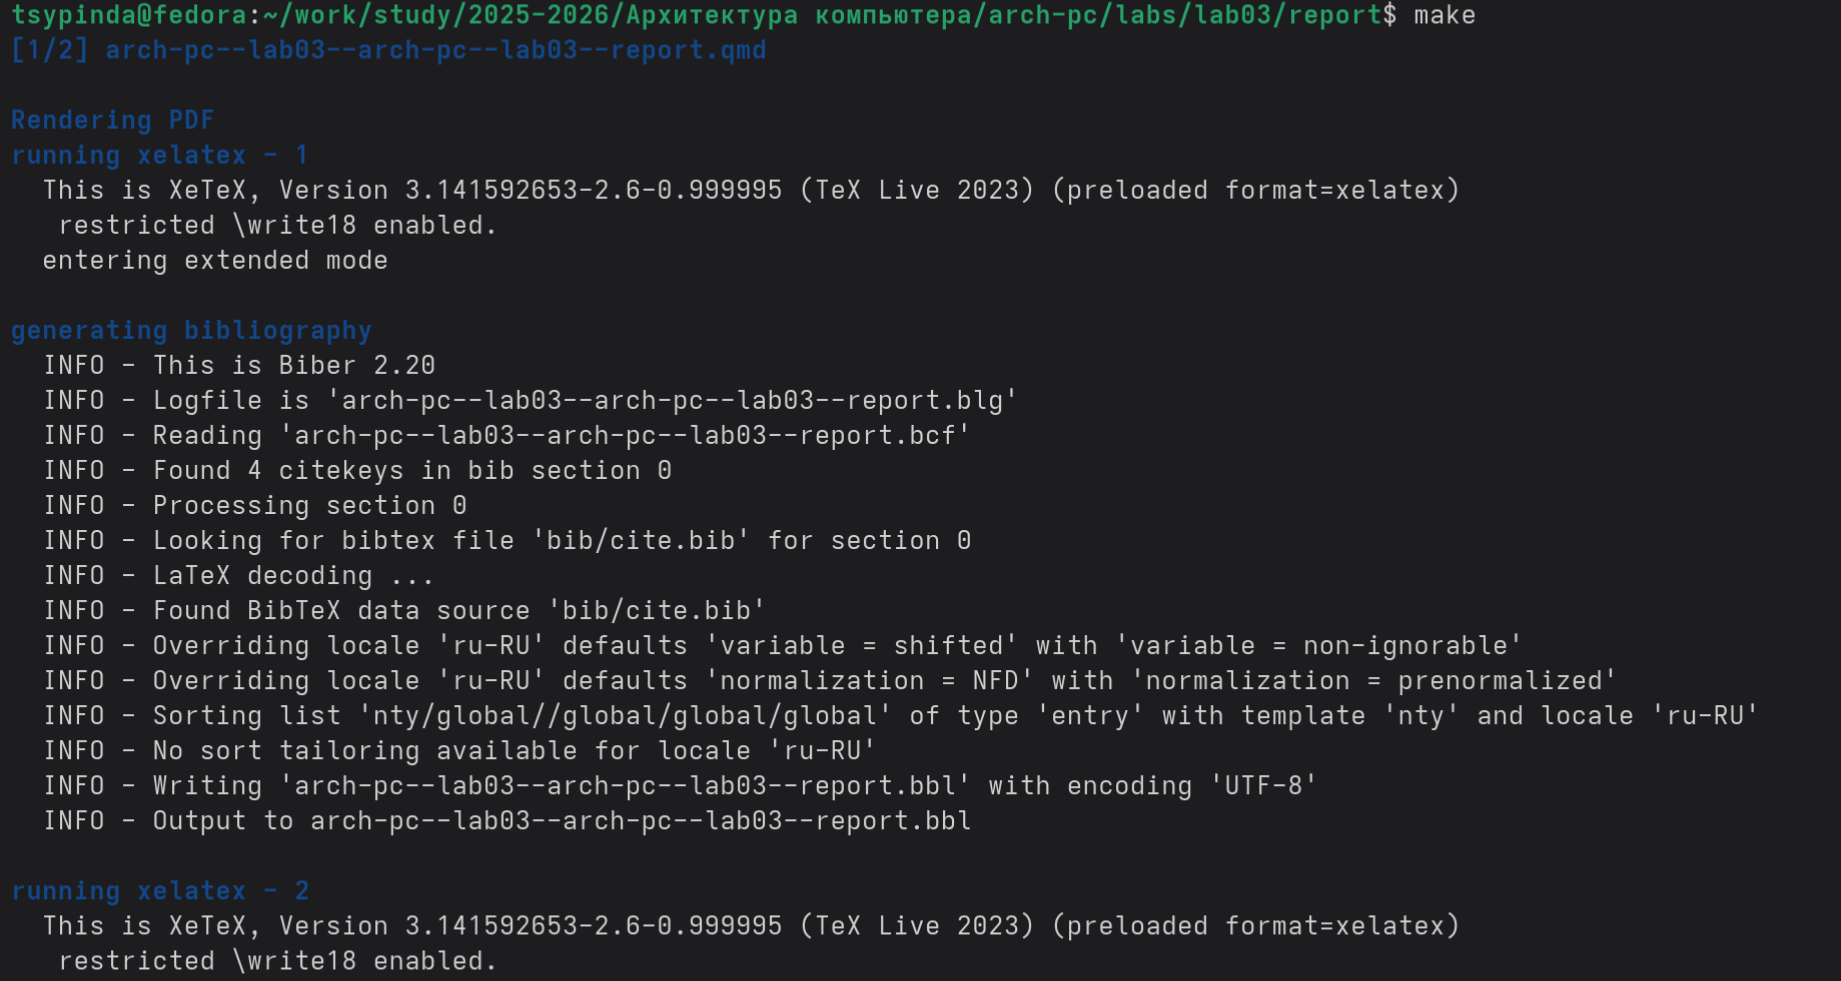 tsypinda@fedora:~/work/study/2025-2026/Архитектура компьютера/arch-pc/labs/lab03/report$ make
[1/2] arch-pc--lab03--arch-pc--lab03--report.qmd
Rendering PDF
running xelatex - 1
This is XeTeX, Version 3.141592653-2.6-0.999995 (TeX Live 2023) (preloaded format=xelatex)
restricted \write18 enabled.
entering extended mode
generating bibliography
INFO - This is Biber 2.20
INFO - Logfile is 'arch-pc--lab03--arch-pc--lab03--report.blg'
INFO - Reading 'arch-pc--lab03--arch-pc--lab03--report.bcf'
INFO - Found 4 citekeys in bib section 0
INFO - Processing section 0
INFO - Looking for bibtex file 'bib/cite.bib' for section 0
INFO - LaTeX decoding ...
INFO - Found BibTeX data source 'bib/cite.bib'
INFO - Overriding locale 'ru-RU' defaults 'variable = shifted' with 'variable = non-ignorable'
INFO - Overriding locale 'ru-RU' defaults 'normalization = NFD' with 'normalization = prenormalized'
INFO - Sorting list 'nty/global//global/global/global' of type 'entry' with template 'nty' and locale 'ru-RU'
INFO - No sort tailoring available for locale 'ru-RU'
INFO - Writing 'arch-pc--lab03--arch-pc--lab03--report.bbl' with encoding 'UTF-8'
INFO - Output to arch-pc--lab03--arch-pc--lab03--report.bbl
running xelatex - 2
This is XeTeX, Version 3.141592653-2.6-0.999995 (TeX Live 2023) (preloaded format=xelatex)
restricted \write18 enabled.